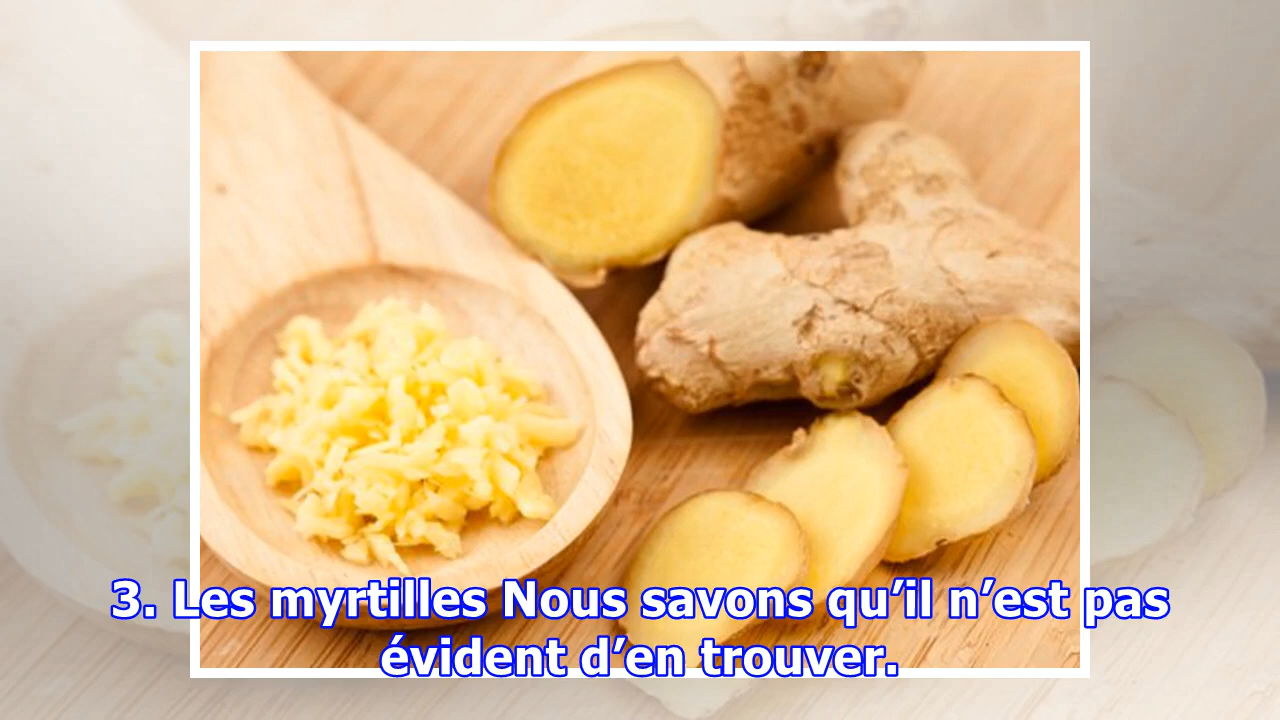 3. Les myrtilles Nous savons qu’il n’est pas
évident d’en trouver.